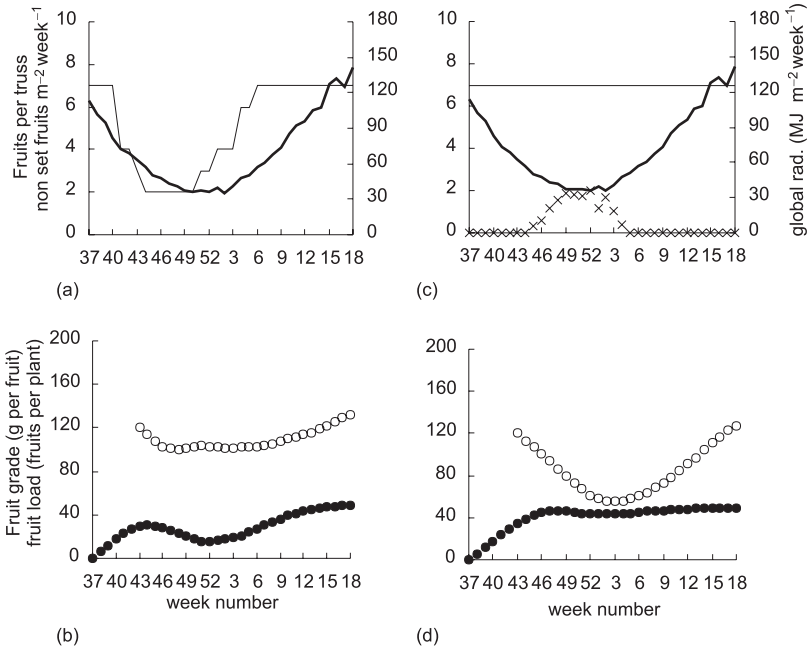 Fruits per truss
non set fruits m−2 week−1
10
8
6
4
2
0
180
150
120
90
60
30
0
37 40 43 46 49 52 3 6 9 12 15 18
(a)
10
8
6
4
2
0
180
150
120
90
60
30
0
global rad. (MJ m−2 week−1)
37 40 43 46 49 52 3 6 9 12 15 18
(c)
Fruit grade (g per fruit)
fruit load (fruits per plant)
200
160
120
80
40
0
37 40 43 46 49 52 3 6 9 12 15 18
week number
(b)
200
160
120
80
40
0
37 40 43 46 49 52 3 6 9 12 15 18
week number
(d)